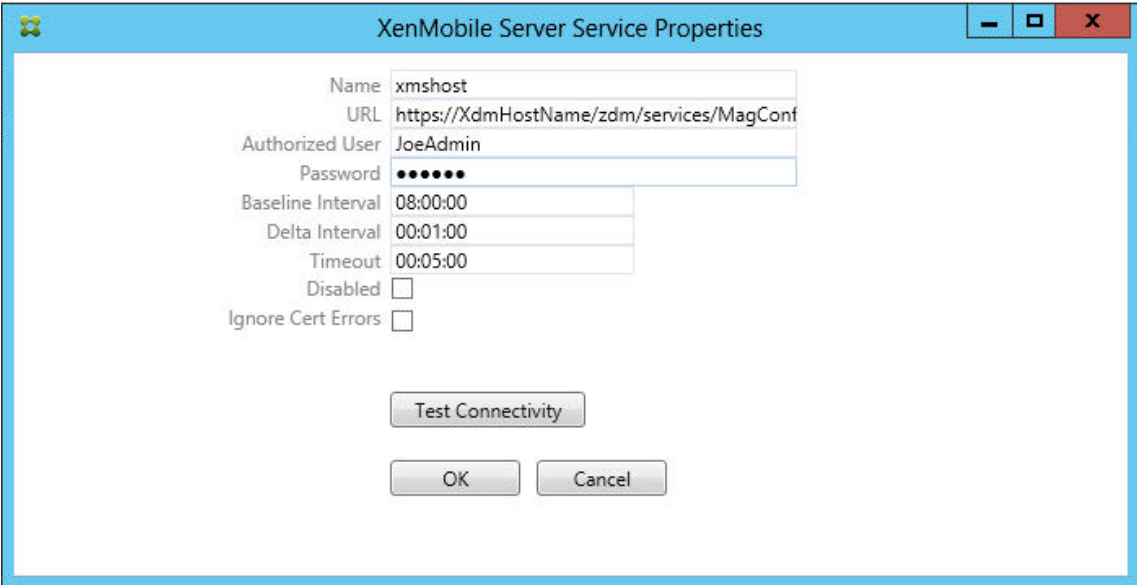 XenMobile Server Service Properties
Name xmshost
URL https://XdmHostName/zdm/services/MagConf
Authorized User JoeAdmin
Password ●●●●●●
Baseline Interval 08:00:00
Delta Interval 00:01:00
Timeout 00:05:00
Disabled
Ignore Cert Errors
Test Connectivity
OK Cancel